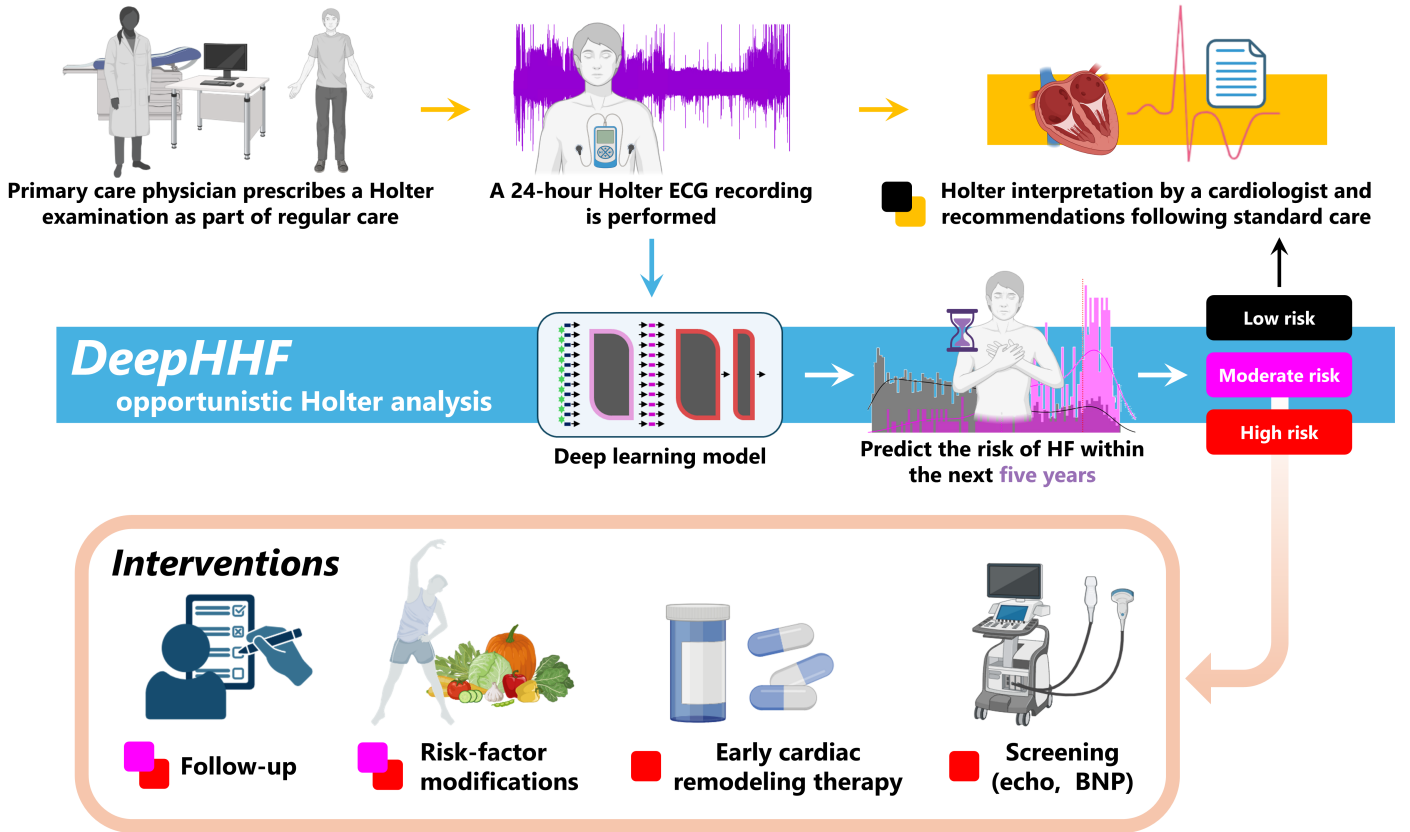 Primary care physician prescribes a Holter
examination as part of regular care
A 24-hour Holter ECG recording
is performed
Holter interpretation by a cardiologist and
recommendations following standard care
DeepHHF
opportunistic Holter analysis
Deep learning model
Predict the risk of HF within
the next five years
Low risk
Moderate risk
High risk
Interventions
Follow-up
Risk-factor
modifications
Early cardiac
remodeling therapy
Screening
(echo, BNP)